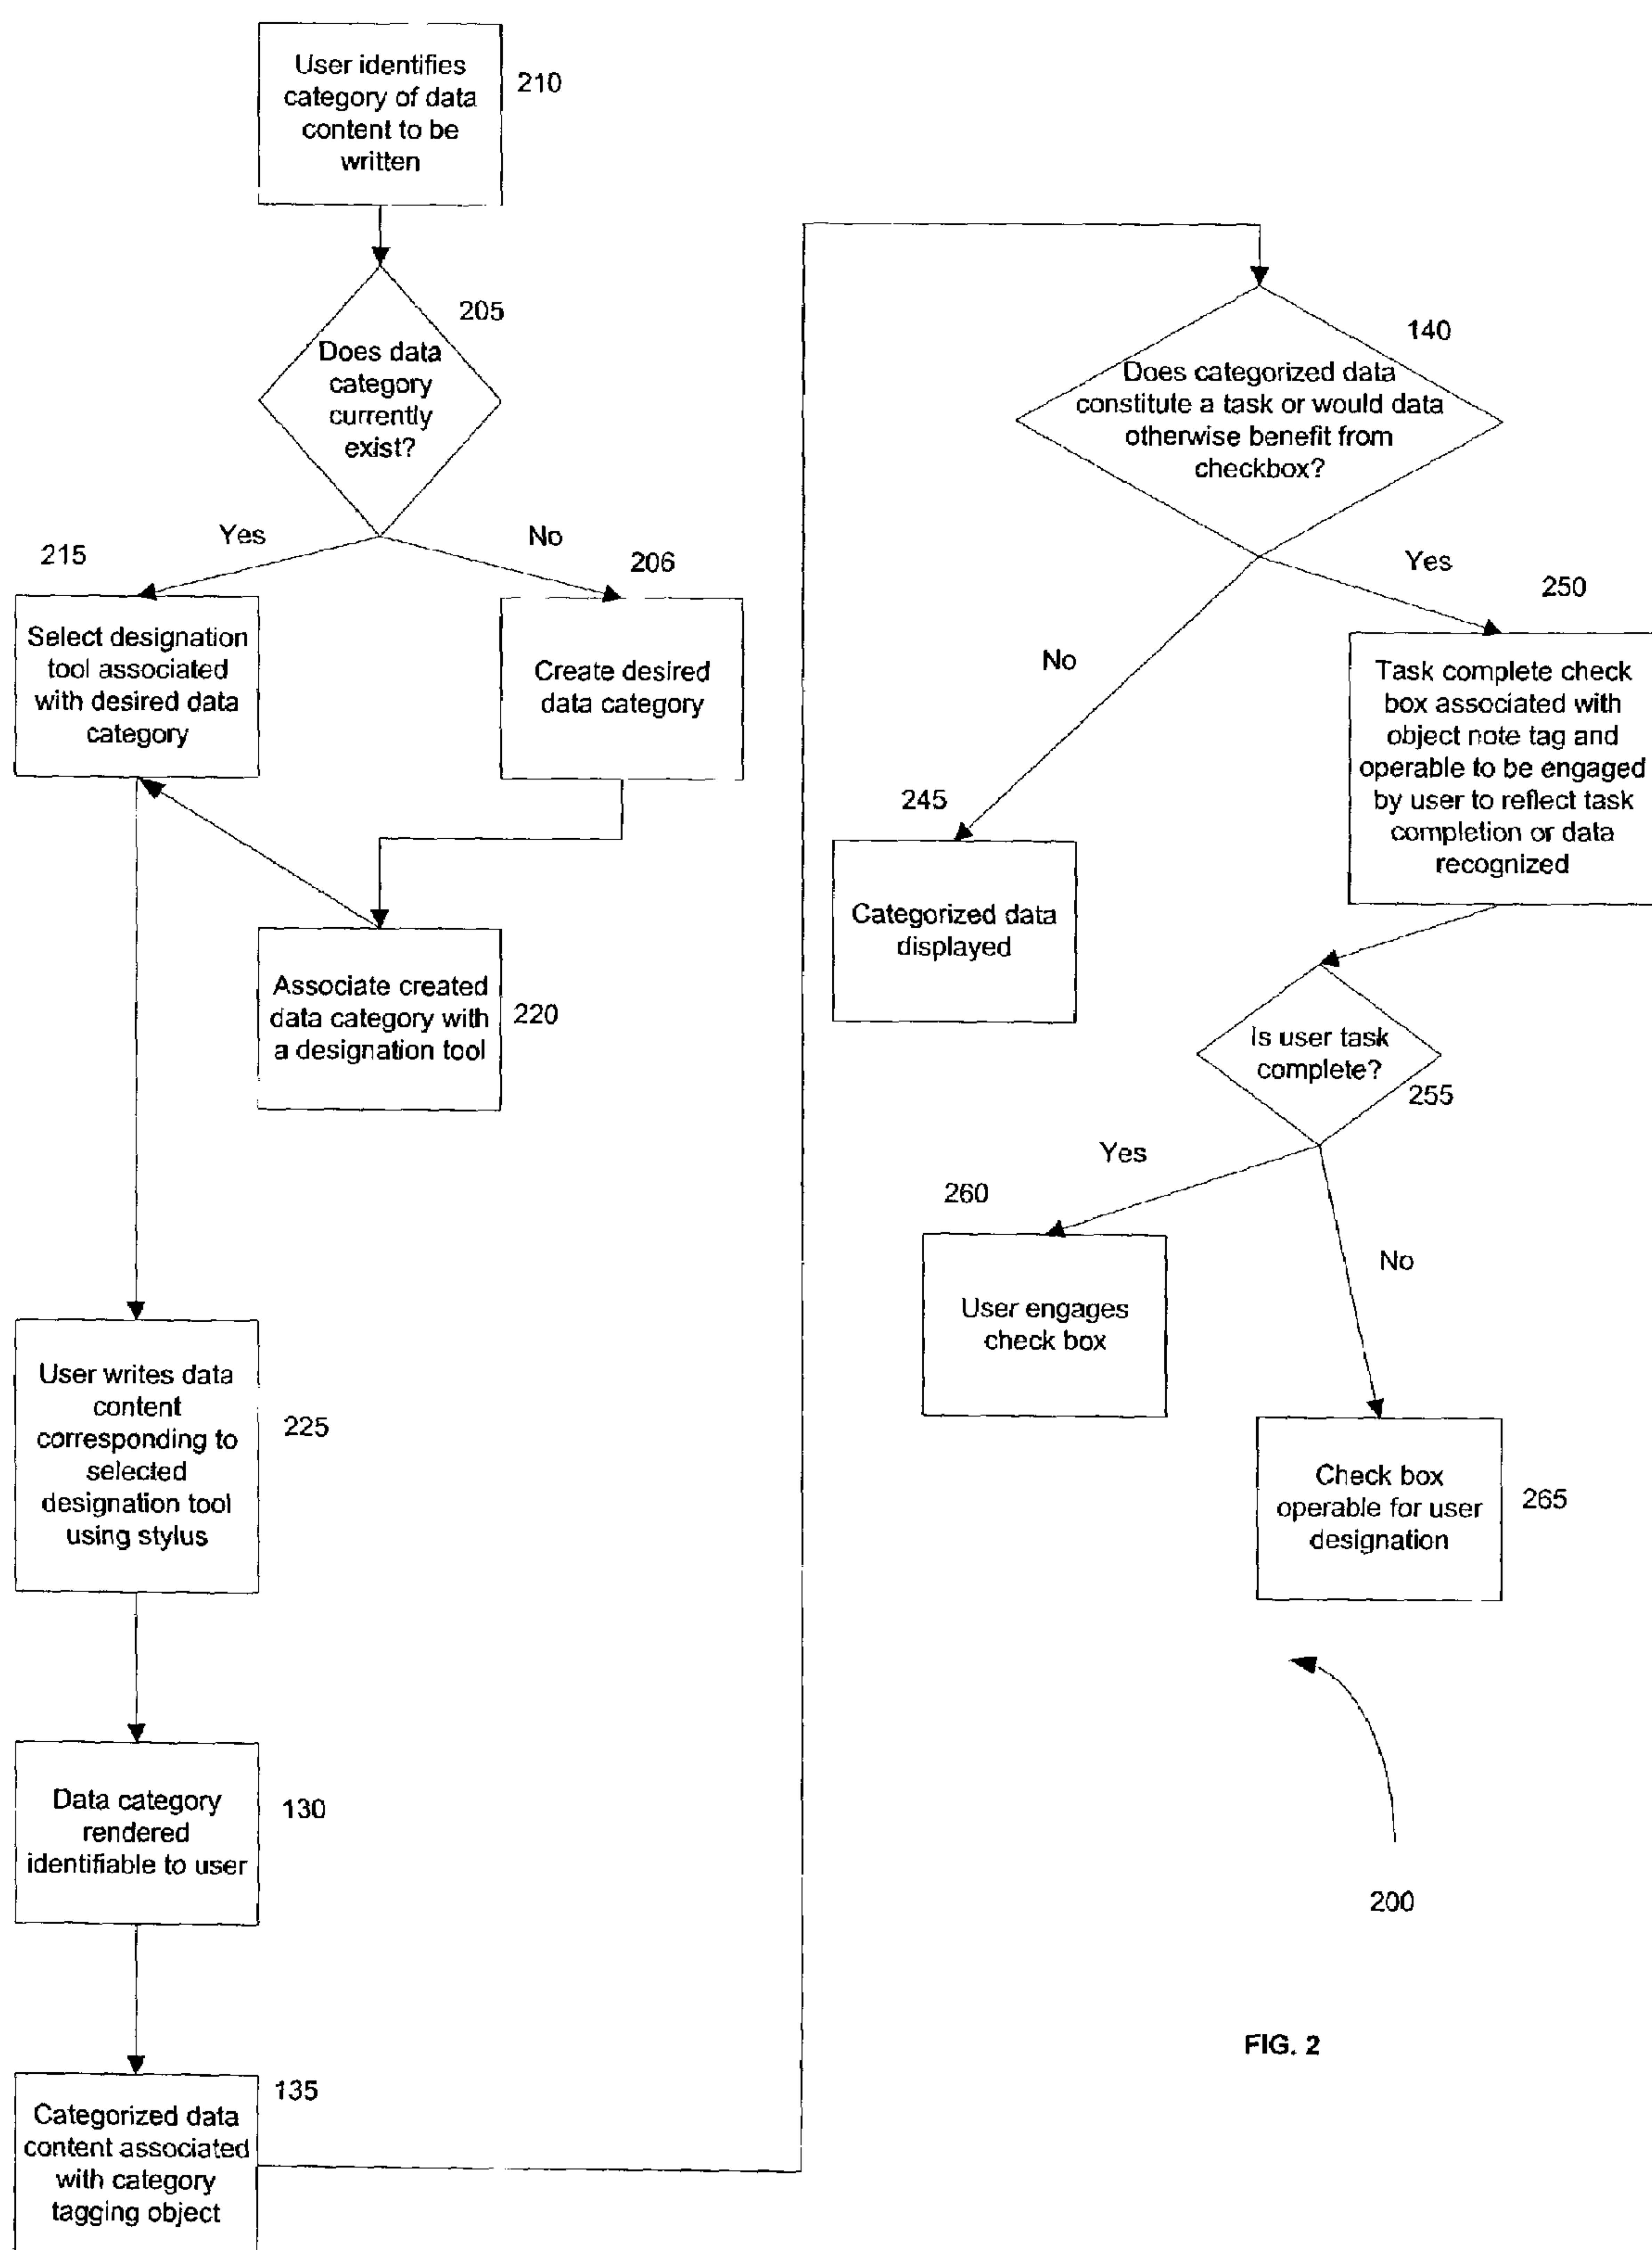 User identifies
category of data
content to be
written
210
205
Does data
category
currently
exist?
Yes
No
215
206
Select designation
tool associated
with desired data
category
Create desired
data category
Associate created
data category with
a designation tool
220
User writes data
content
corresponding to
selected
designation tool
using stylus
225
Data category
rendered
identifiable to user
130
135
Categorized data
content associated
with category
tagging object
140
Does categorized data
constitute a task or would data
otherwise benefit from
checkbox?
Yes
No
250
Task complete check
box associated with
object note tag and
operable to be engaged
by user to reflect task
completion or data
recognized
245
Categorized data
displayed
Is user task
complete?
255
Yes
No
260
User engages
check box
Check box
operable for user
designation
265
200
FIG. 2